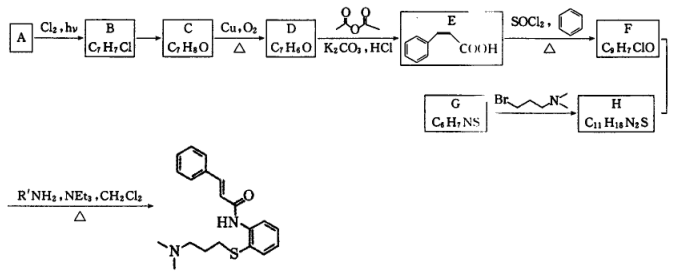 A
Cl₂, hν
B
C₇H₇Cl
C
C₇H₈O
Cu, O₂
△
D
C₇H₆O
O O
O
K₂CO₃, HCl
E
COOH
SOCl₂,
△
F
C₉H₇ClO
G
C₆H₇NS
Br N
H
C₁₁H₁₈N₂S
R'NH₂, NEt₃, CH₂Cl₂
△
O
HN
N S